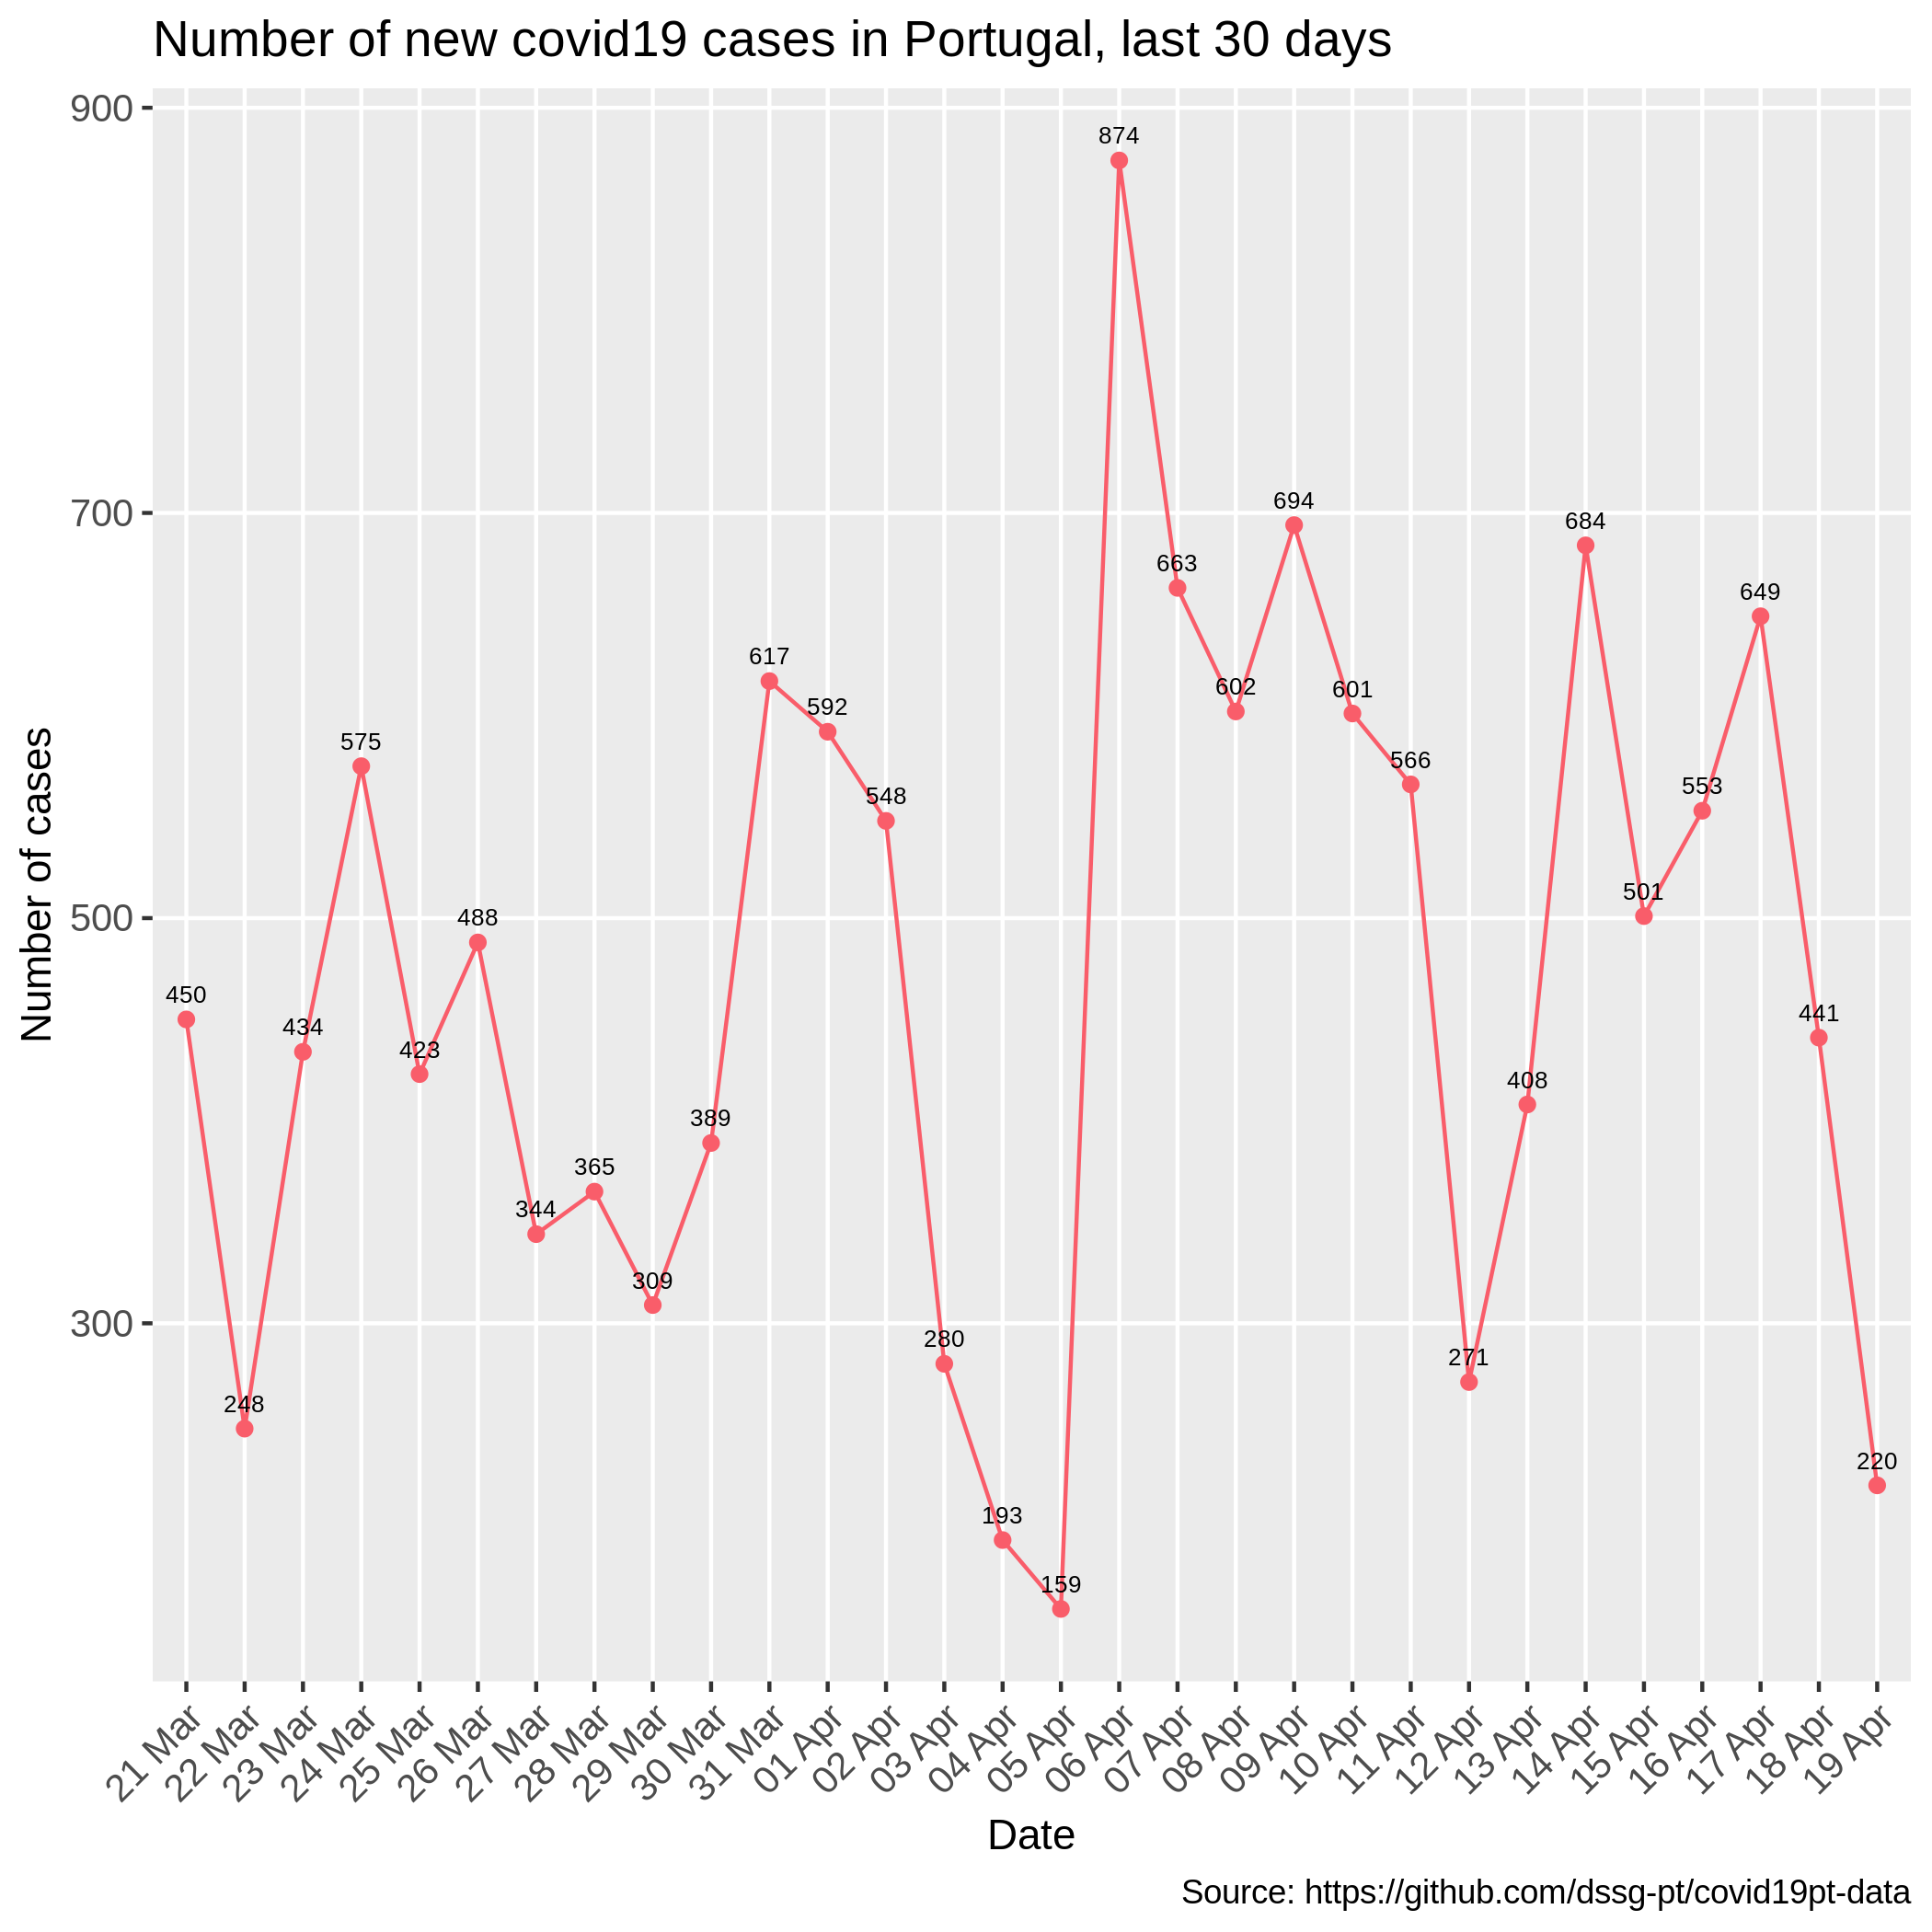 Number of new covid19 cases in Portugal, last 30 days
900
700
500
300
Number of cases
450
248
434
575
423
488
344
365
309
389
617
592
548
280
193
159
874
663
602
694
601
566
271
408
684
501
553
649
441
220
21 Mar
22 Mar
23 Mar
24 Mar
25 Mar
26 Mar
27 Mar
28 Mar
29 Mar
30 Mar
31 Mar
01 Apr
02 Apr
03 Apr
04 Apr
05 Apr
06 Apr
07 Apr
08 Apr
09 Apr
10 Apr
11 Apr
12 Apr
13 Apr
14 Apr
15 Apr
16 Apr
17 Apr
18 Apr
19 Apr
Date
Source: https://github.com/dssg-pt/covid19pt-data